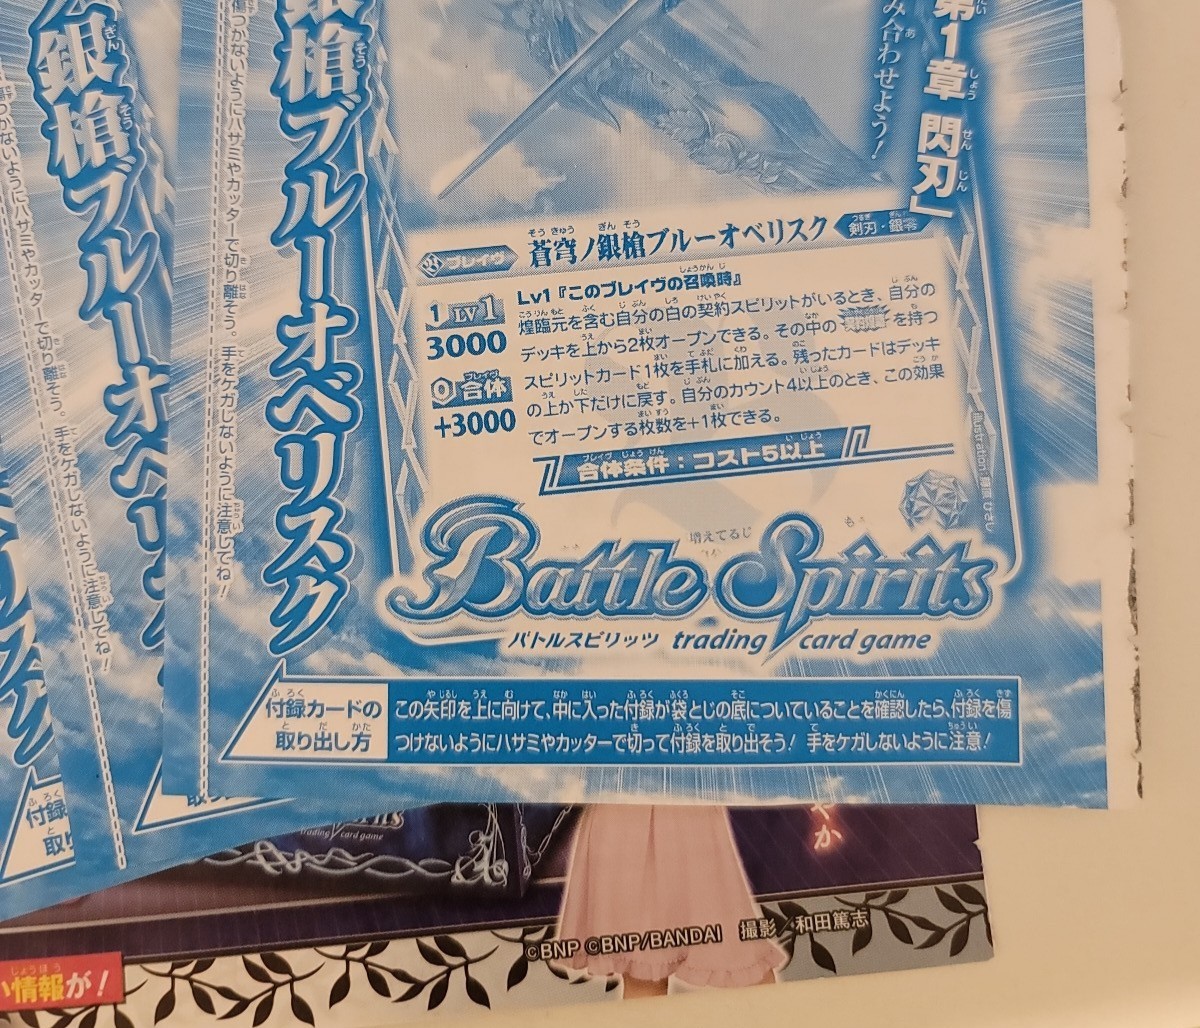 第1章 閃刃」
み合わせよう!
銀槍ブルーオベリスク
傷つかないようにハサミやカッターで切り離そう。手をケガしないように注意してね!
銀槍ブルーオベリスク
つかないようにハサミやカッターで切り離そう。手をケガしないように注意してね!
ブレイヴ
蒼穹ノ銀槍ブルーオベリスク
剣刃・銀零
1 LV1
3000
0 合体
+3000
Lv1『このブレイヴの召喚時』
煌臨元を含む自分の白の契約スピリットがいるとき、自分の
デッキを上から2枚オープンできる。その中の を持つ
スピリットカード1枚を手札に加える。残ったカードはデッキ
の上か下だけに戻す。自分のカウント4以上のとき、この効果
でオープンする枚数を+1枚できる。
合体条件:コスト5以上
Illustration:
増えてるじ
も
Battle Spirits
バトルスピリッツ trading card game
付録カードの
取り出し方
この矢印を上に向けて、中に入った付録が袋とじの底についていることを確認したら、付録を傷
つけないようにハサミやカッターで切って付録を取り出そう! 手をケガしないように注意!
付録
取り
trading card game
やか
©BNP ©BNP/BANDAI 撮影/和田篤志
い情報が!